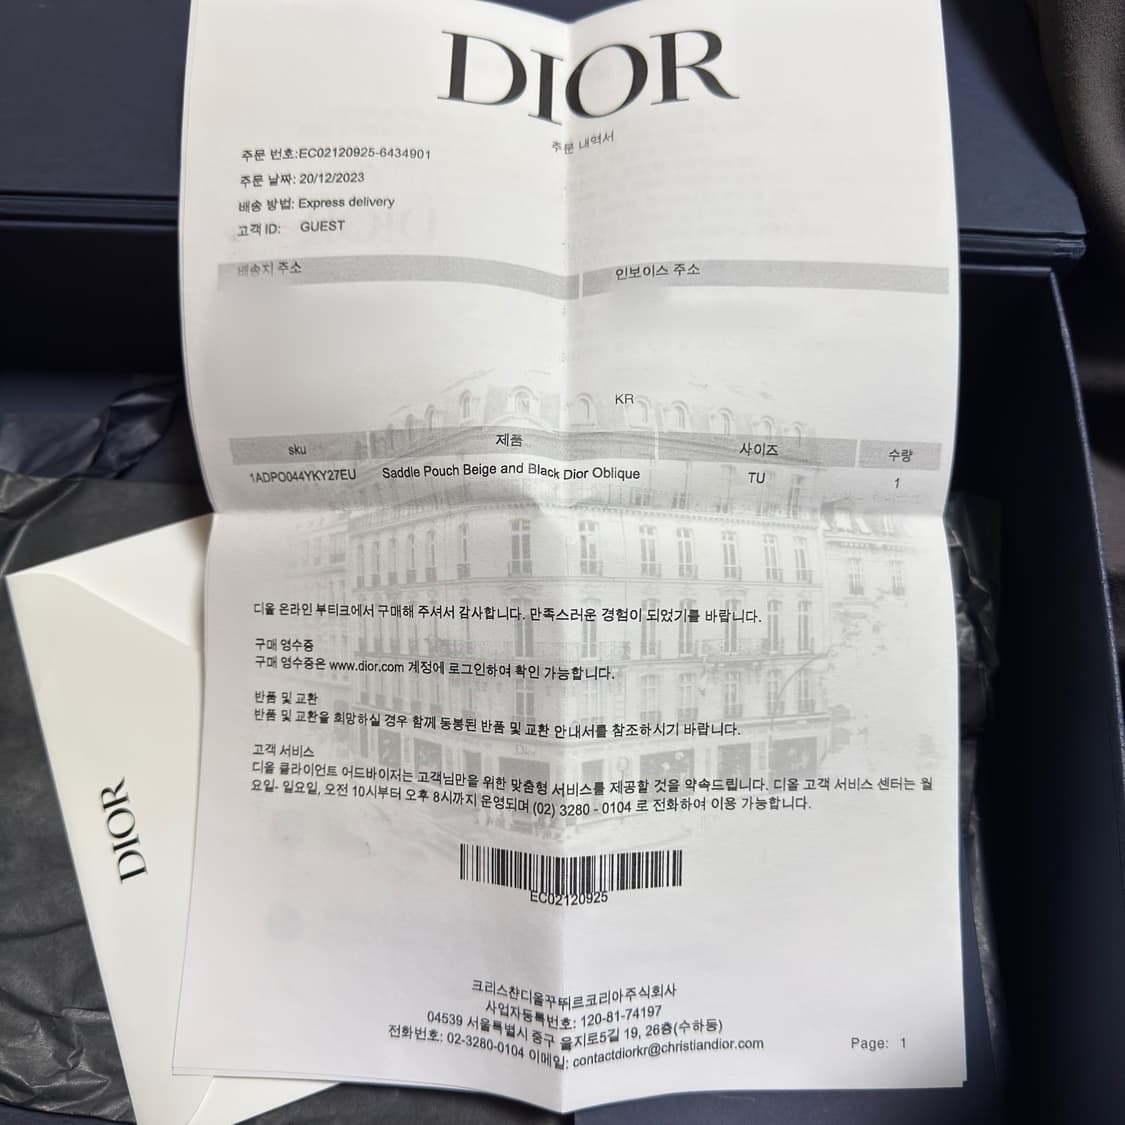 DIOR
주문 내역서
주문 번호:EC02120925-6434901
주문 날짜: 20/12/2023
배송 방법: Express delivery
고객 ID: GUEST
배송지 주소 인보이스 주소
KR
sku 제품 사이즈 수량
1ADPO044YKY27EU Saddle Pouch Beige and Black Dior Oblique TU 1
디올 온라인 부티크에서 구매해 주셔서 감사합니다. 만족스러운 경험이 되었기를 바랍니다.
구매 영수증
구매 영수증은 www.dior.com 계정에 로그인하여 확인 가능합니다.
반품 및 교환
반품 및 교환을 희망하실 경우 함께 동봉된 반품 및 교환 안내서를 참조하시기 바랍니다.
Dior
고객 서비스
디올 클라이언트 어드바이저는 고객님만을 위한 맞춤형 서비스를 제공할 것을 약속드립니다. 디올 고객 서비스 센터는 월
요일- 일요일, 오전 10시부터 오후 8시까지 운영되며 (02) 3280 - 0104 로 전화하여 이용 가능합니다.
EC02120925
크리스챤디올꾸뛰르코리아주식회사
사업자등록번호: 120-81-74197
04539 서울특별시 중구 을지로5길 19, 26층(수하동)
전화번호: 02-3280-0104 이메일: contactdiorkr@christiandior.com
Page: 1
DIOR